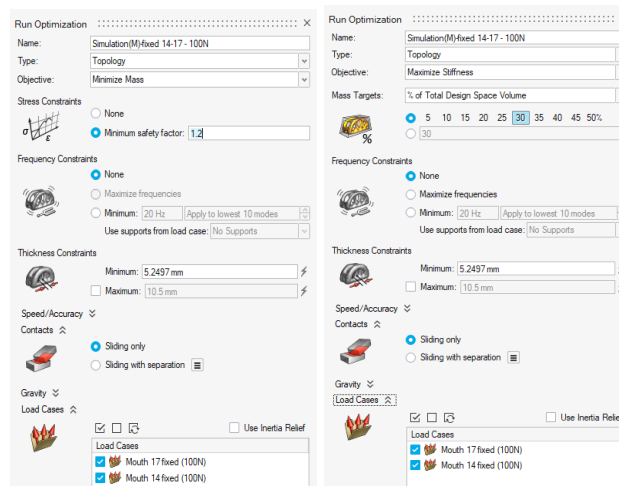 Run Optimization
Name: Simulation(M)-fixed 14-17 - 100N
Type: Topology
Objective: Minimize Mass
Stress Constraints
None
Minimum safety factor: 1.2
Frequency Constraints
None
Maximize frequencies
Minimum: 20 Hz Apply to lowest 10 modes
Use supports from load case: No Supports
Thickness Constraints
Minimum: 5.2497 mm
Maximum: 10.5 mm
Speed/Accuracy
Contacts
Sliding only
Sliding with separation
Gravity
Load Cases
Use Inertia Relief
Load Cases
Mouth 17 fixed (100N)
Mouth 14 fixed (100N)
Run Optimization
Name: Simulation(M)-fixed 14-17 - 100N
Type: Topology
Objective: Maximize Stiffness
Mass Targets: % of Total Design Space Volume
5 10 15 20 25 30 35 40 45 50%
30
%
Frequency Constraints
None
Maximize frequencies
Minimum: 20 Hz Apply to lowest 10 modes
Use supports from load case: No Supports
Thickness Constraints
Minimum: 5.2497 mm
Maximum: 10.5 mm
Speed/Accuracy
Contacts
Sliding only
Sliding with separation
Gravity
Load Cases
Use Inertia Relie
Load Cases
Mouth 17 fixed (100N)
Mouth 14 fixed (100N)